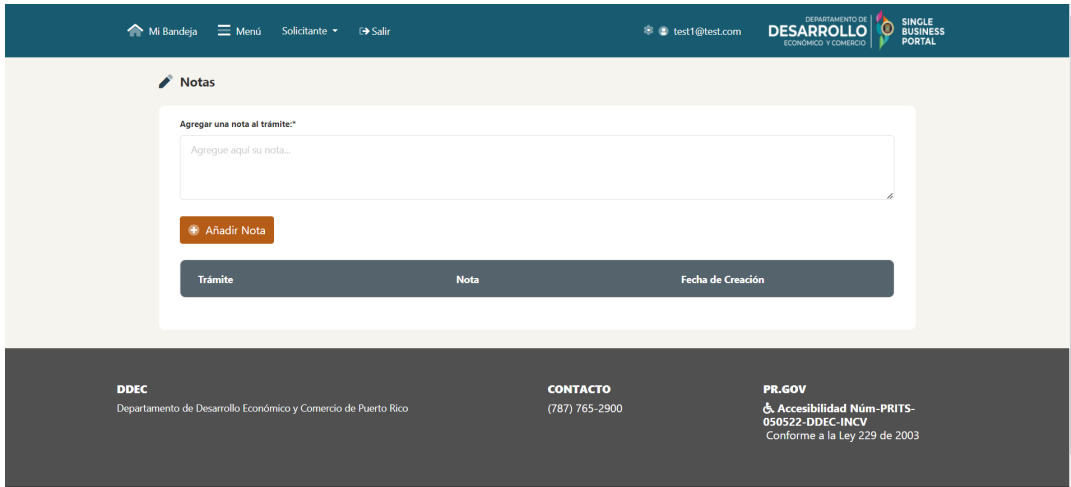 Mi Bandeja Menú Solicitante Salir test1@test.com
DEPARTAMENTO DE
DESARROLLO
ECONÓMICO Y COMERCIO
SINGLE
BUSINESS
PORTAL
Notas
Agregar una nota al trámite:*
Agregue aquí su nota...
Añadir Nota
Trámite Nota Fecha de Creación
DDEC
Departamento de Desarrollo Económico y Comercio de Puerto Rico
CONTACTO
(787) 765-2900
PR.GOV
Accesibilidad Núm-PRITS-
050522-DDEC-INCV
Conforme a la Ley 229 de 2003